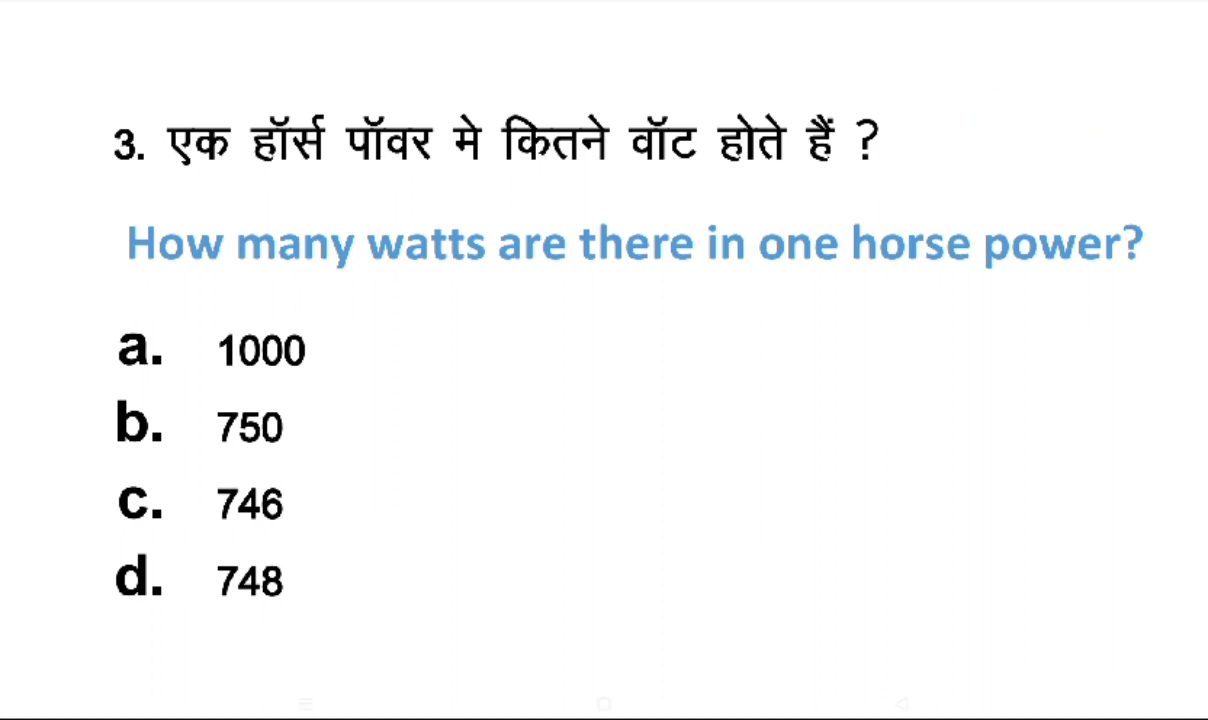 3. एक हॉर्स पॉवर मे कितने वॉट होते हैं ?
How many watts are there in one horse power?
a. 1000
b. 750
c. 746
d. 748